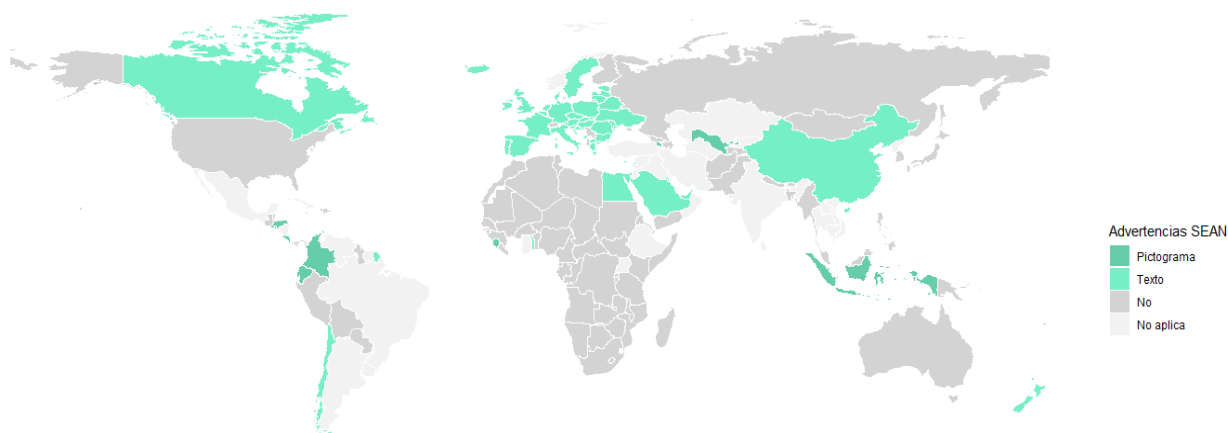 Advertencias SEAN
Pictograma
Texto
No
No aplica